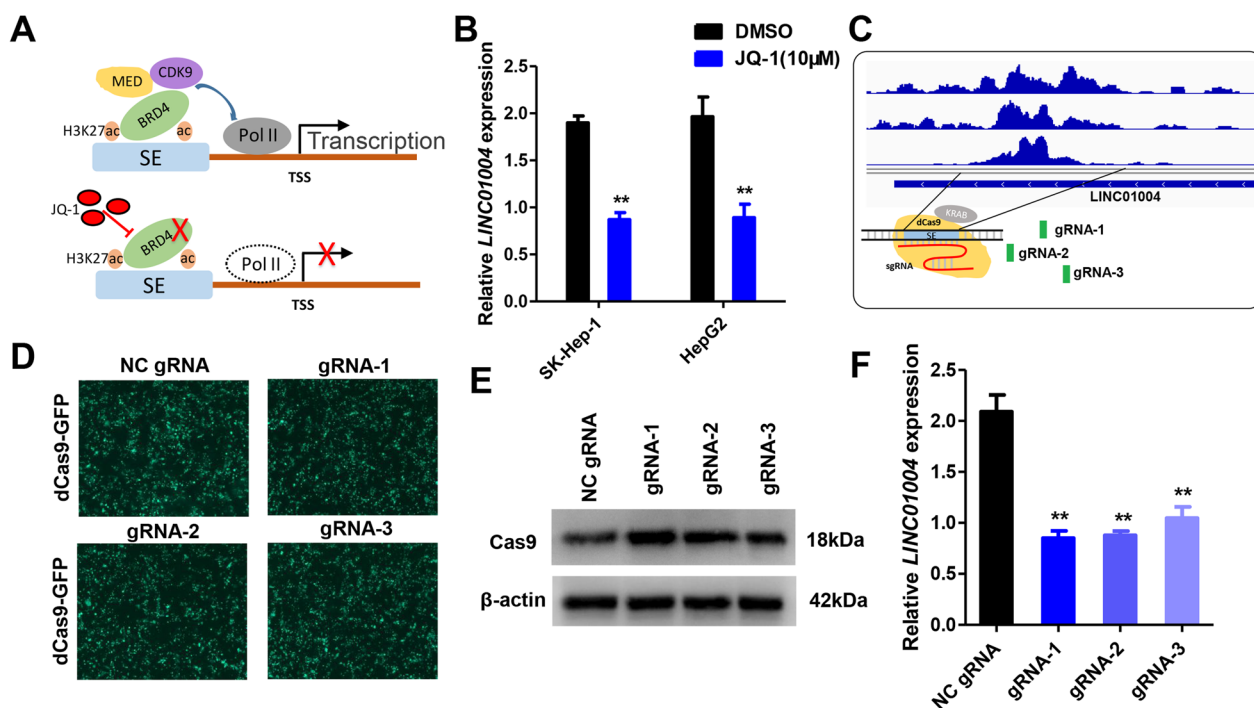 A
MED
CDK9
BRD4
H3K27ac
ac
SE
Pol II
Transcription
TSS
JQ-1
BRD4
X
H3K27ac
ac
SE
Pol II
X
TSS
B
DMSO
JQ-1(10μM)
Relative LINC01004 expression
2.5
2.0
1.5
1.0
0.5
0.0
**
**
SK-Hep-1
HepG2
C
LINC01004
KRAB
dCas9
SE
sgRNA
gRNA-1
gRNA-2
gRNA-3
D
NC gRNA
gRNA-1
dCas9-GFP
gRNA-2
gRNA-3
dCas9-GFP
E
NC gRNA
gRNA-1
gRNA-2
gRNA-3
Cas9
18kDa
β-actin
42kDa
F
Relative LINC01004 expression
2.5
2.0
1.5
1.0
0.5
0.0
**
**
**
NC gRNA
gRNA-1
gRNA-2
gRNA-3